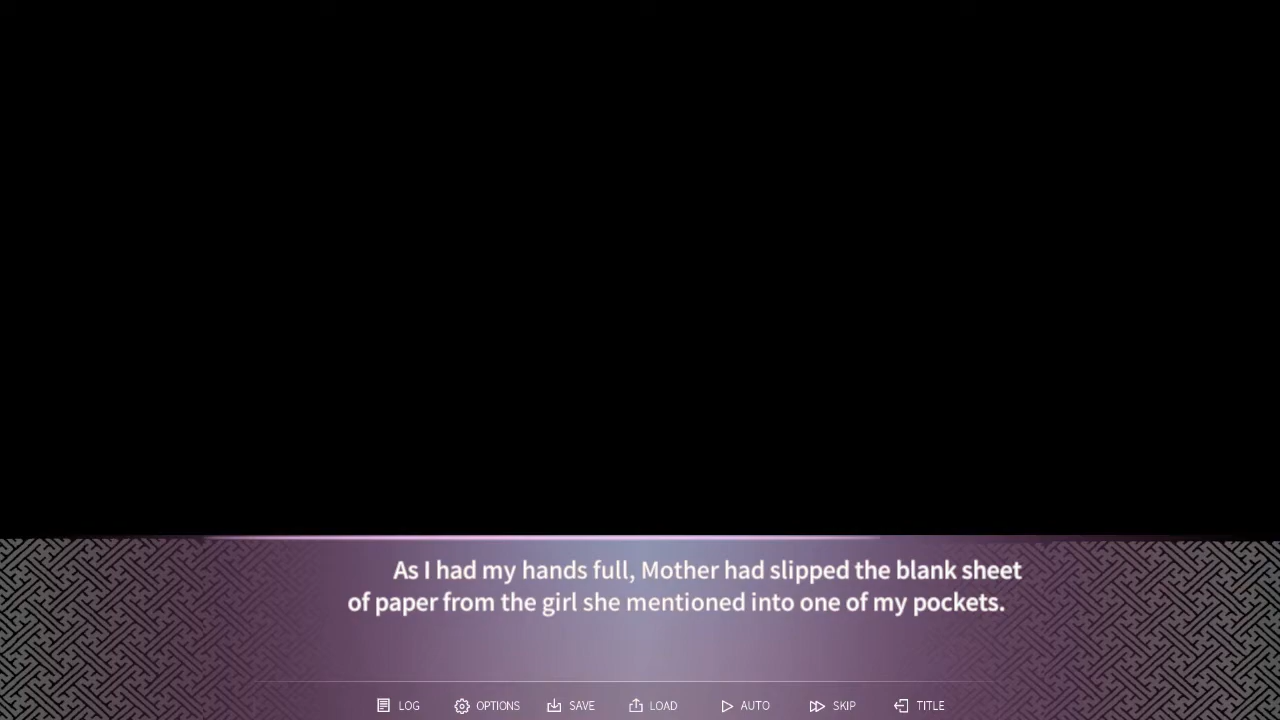 As I had my hands full, Mother had slipped the blank sheet
of paper from the girl she mentioned into one of my pockets.
LOG OPTIONS SAVE LOAD AUTO SKIP TITLE